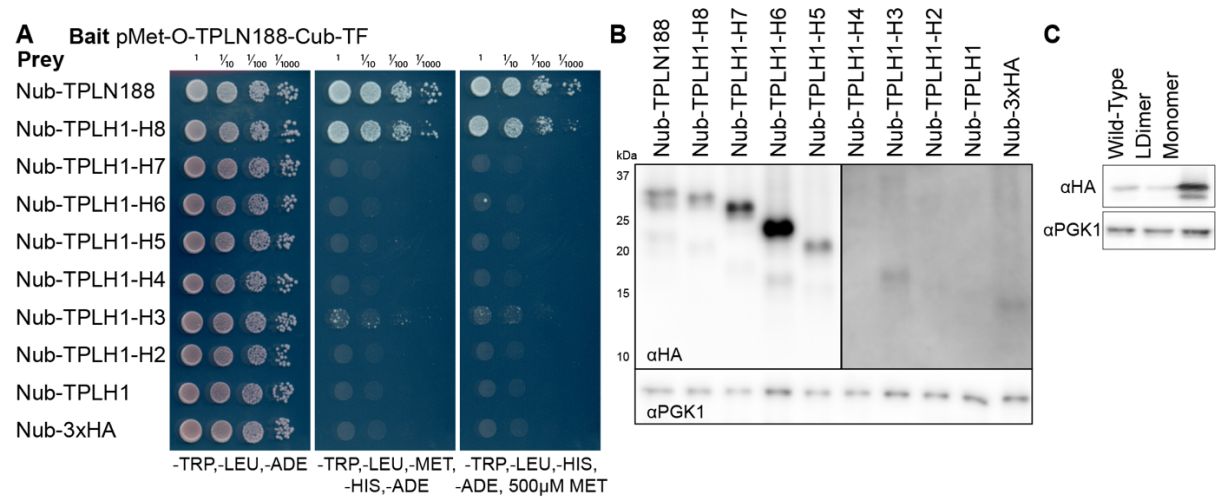 A Bait pMet-O-TPLN188-Cub-TF
Prey
1 1/10 1/100 1/1000 1 1/10 1/100 1/1000 1 1/10 1/100 1/1000
Nub-TPLN188
Nub-TPLH1-H8
Nub-TPLH1-H7
Nub-TPLH1-H6
Nub-TPLH1-H5
Nub-TPLH1-H4
Nub-TPLH1-H3
Nub-TPLH1-H2
Nub-TPLH1
Nub-3xHA
-TRP,-LEU,-ADE
-TRP,-LEU,-MET,
-HIS,-ADE
-TRP,-LEU,-HIS,
-ADE, 500µM MET
B
Nub-TPLN188
Nub-TPLH1-H8
Nub-TPLH1-H7
Nub-TPLH1-H6
Nub-TPLH1-H5
Nub-TPLH1-H4
Nub-TPLH1-H3
Nub-TPLH1-H2
Nub-TPLH1
Nub-3xHA
kDa
37
25
20
15
10
αHA
αPGK1
C
Wild-Type
LDimer
Monomer
αHA
αPGK1